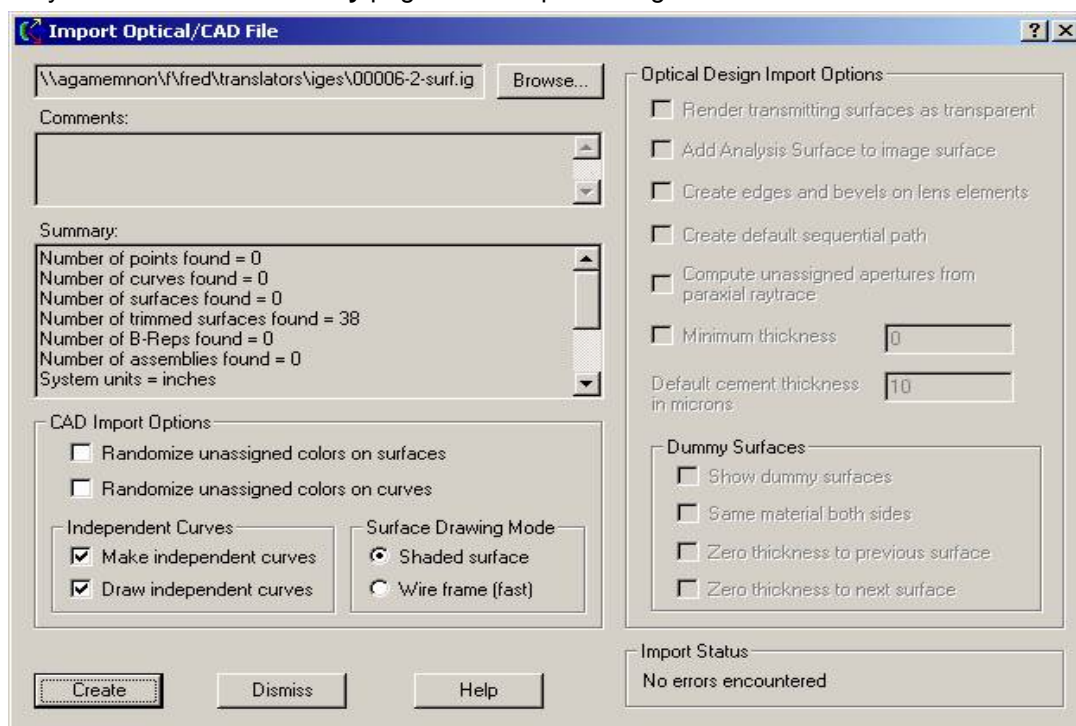 Import Optical/CAD File
\\agamemnon\f\fred\translators\iges\00006-2-surf.ig
Browse...
Comments:
Summary:
Number of points found = 0
Number of curves found = 0
Number of surfaces found = 0
Number of trimmed surfaces found = 38
Number of B-Reps found = 0
Number of assemblies found = 0
System units = inches
CAD Import Options
Randomize unassigned colors on surfaces
Randomize unassigned colors on curves
Independent Curves
Make independent curves
Draw independent curves
Surface Drawing Mode
Shaded surface
Wire frame (fast)
Create
Dismiss
Help
Optical Design Import Options
Render transmitting surfaces as transparent
Add Analysis Surface to image surface
Create edges and bevels on lens elements
Create default sequential path
Compute unassigned apertures from
paraxial raytrace
Minimum thickness
0
Default cement thickness
in microns
10
Dummy Surfaces
Show dummy surfaces
Same material both sides
Zero thickness to previous surface
Zero thickness to next surface
Import Status
No errors encountered